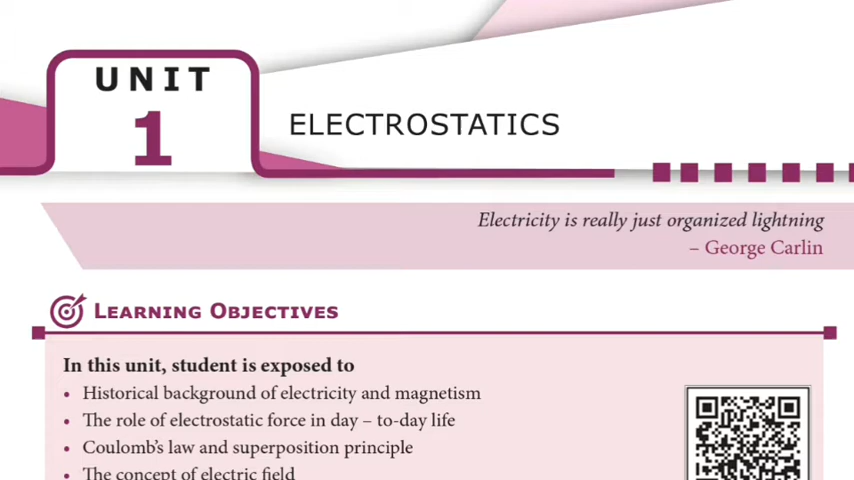 UNIT
1
ELECTROSTATICS
Electricity is really just organized lightning
– George Carlin
Learning Objectives
In this unit, student is exposed to
• Historical background of electricity and magnetism
• The role of electrostatic force in day – to-day life
• Coulomb's law and superposition principle
• The concept of electric field